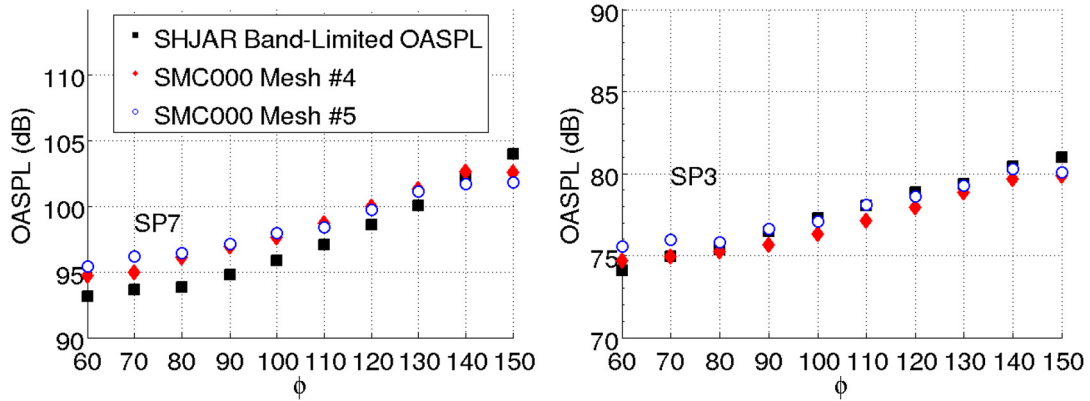 SHJAR Band-Limited OASPL
SMC000 Mesh #4
SMC000 Mesh #5
OASPL (dB)
110
105
100
95
90
SP7
60 70 80 90 100 110 120 130 140 150
ϕ
OASPL (dB)
90
85
80
75
70
SP3
60 70 80 90 100 110 120 130 140 150
ϕ